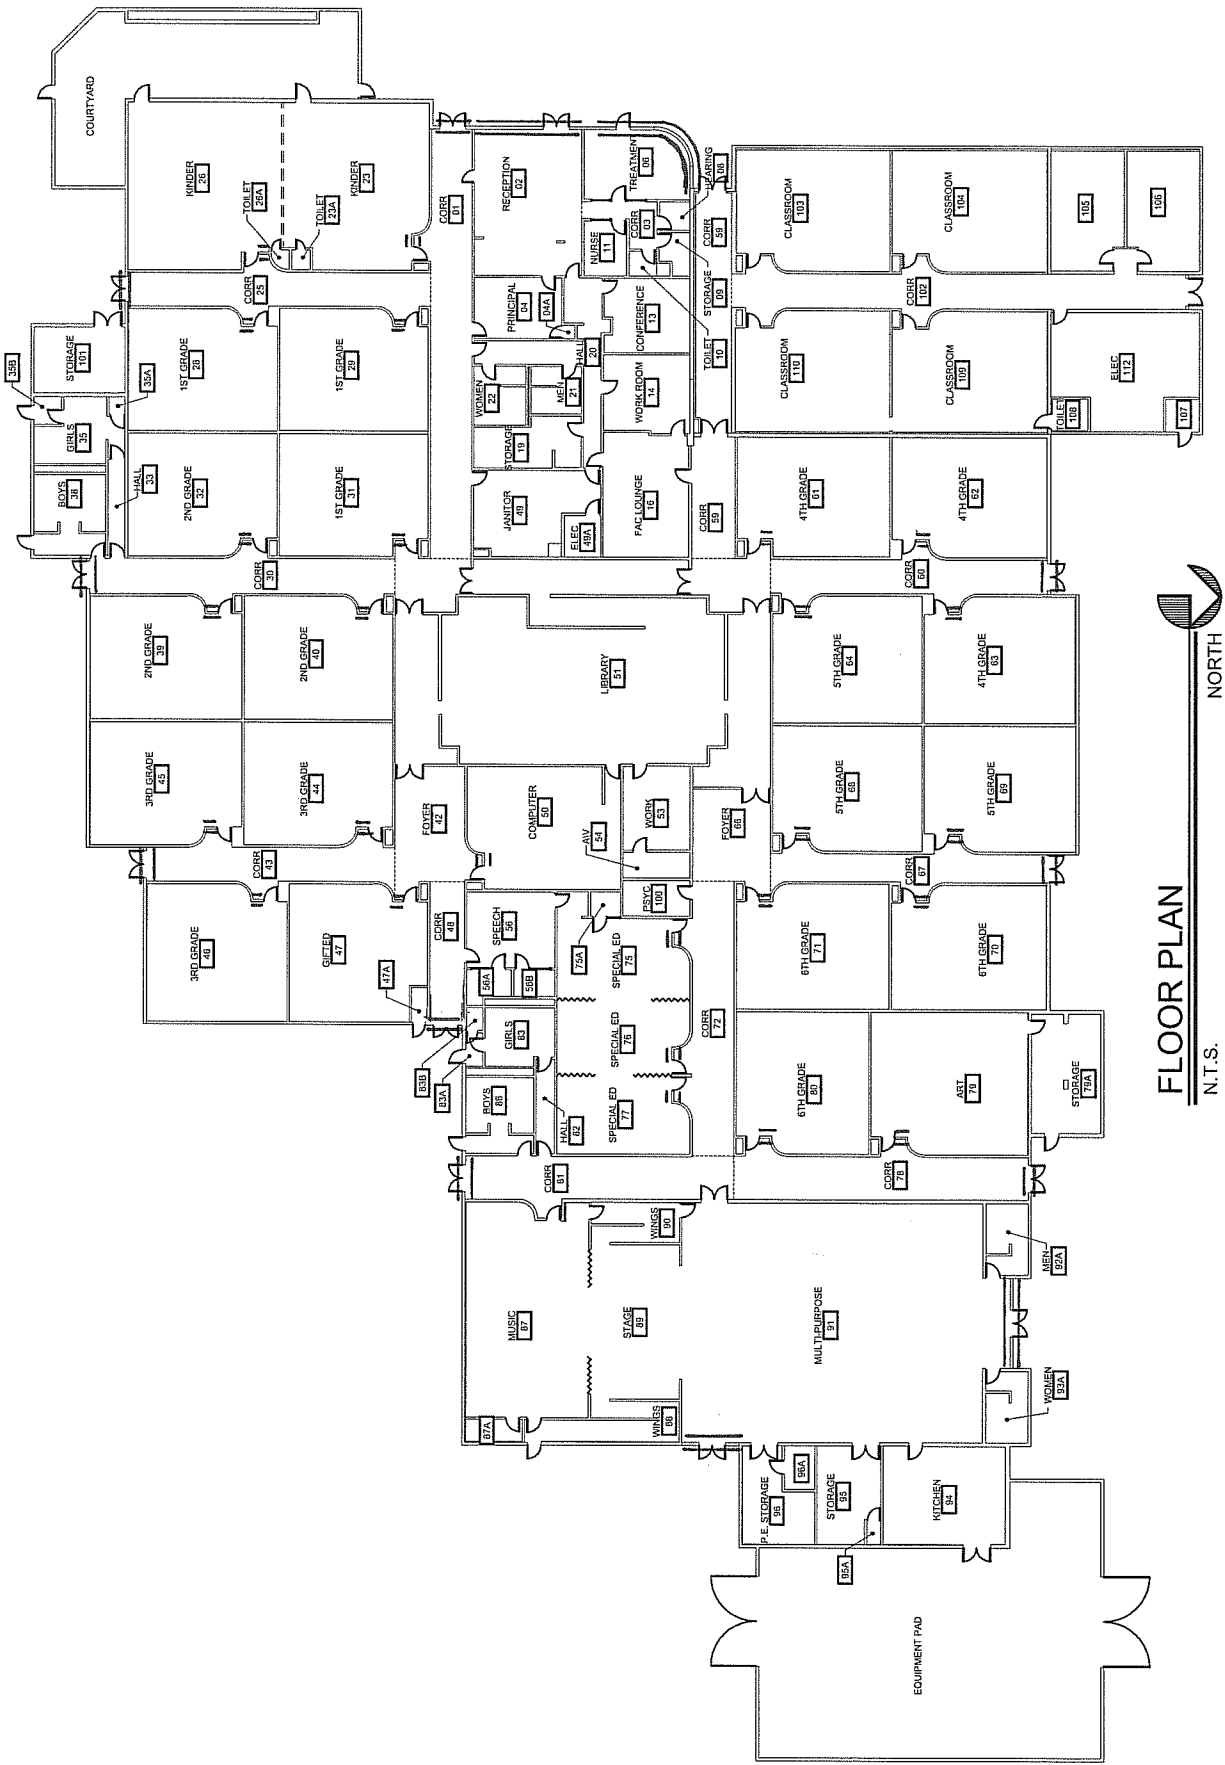 COURTYARD
KINDER
26
TOILET
26A
TOILET
23A
KINDER
23
CORR
01
RECEPTION
02
TREATMENT
06
HEARING
08
CORR
03
NURSE
11
STORAGE
09
TOILET
10
CORR
59
PRINCIPAL
04
04A
HALL
20
CONFERENCE
13
WORK ROOM
14
WOMEN
22
MEN
21
STORAGE
19
JANITOR
49
ELEC
49A
FAC LOUNGE
16
CORR
25
STORAGE
101
35B
35A
GIRLS
35
BOYS
38
HALL
33
1ST GRADE
28
1ST GRADE
29
2ND GRADE
32
1ST GRADE
31
CORR
30
CLASSROOM
103
CLASSROOM
104
105
106
CORR
102
CLASSROOM
110
CLASSROOM
109
ELEC
112
TOILET
108
107
CORR
59
4TH GRADE
61
4TH GRADE
62
CORR
60
2ND GRADE
39
2ND GRADE
40
3RD GRADE
45
3RD GRADE
44
LIBRARY
51
5TH GRADE
64
4TH GRADE
63
5TH GRADE
68
5TH GRADE
69
FOYER
42
COMPUTER
50
AW
54
WORK
53
FOYER
66
CORR
43
CORR
67
3RD GRADE
46
GIFTED
47
47A
CORR
48
SPEECH
56
56A
56B
75A
PSYC
100
SPECIAL ED
75
SPECIAL ED
76
SPECIAL ED
77
CORR
72
6TH GRADE
71
6TH GRADE
70
6TH GRADE
80
ART
79
STORAGE
79A
83B
83A
GIRLS
83
BOYS
86
HALL
82
CORR
81
CORR
78
MUSIC
87
87A
STAGE
89
WINGS
90
WINGS
88
MULTI-PURPOSE
91
MEN
92A
WOMEN
93A
P.E. STORAGE
96
96A
STORAGE
95
95A
KITCHEN
94
EQUIPMENT PAD
FLOOR PLAN
N.T.S.
NORTH